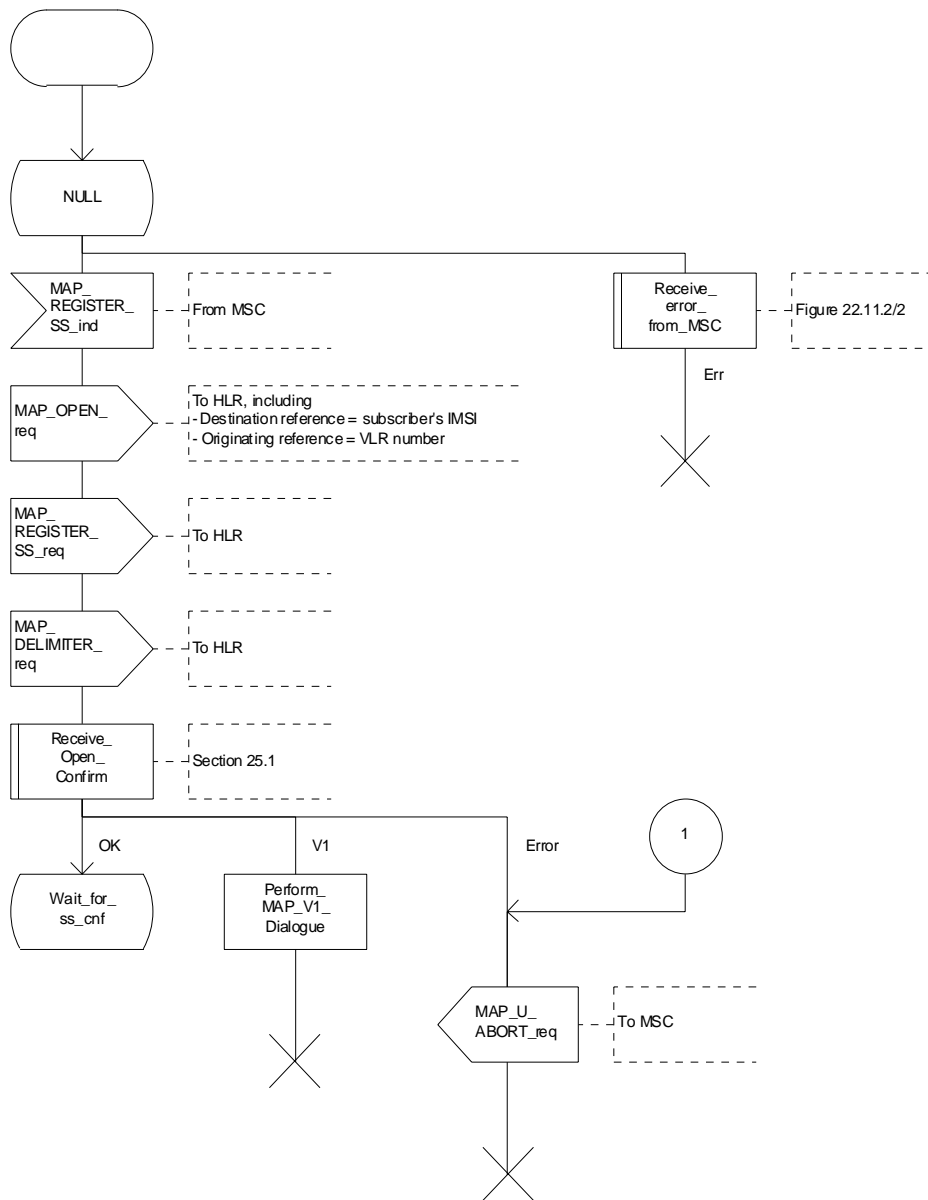 NULL
MAP_
REGISTER_
SS_ind
From MSC
Receive_
error_
from_MSC
Figure 22.11.2/2
Err
MAP_OPEN_
req
To HLR, including
- Destination reference = subscriber's IMSI
- Originating reference = VLR number
MAP_
REGISTER_
SS_req
To HLR
MAP_
DELIMITER_
req
To HLR
Receive_
Open_
Confirm
Section 25.1
OK
V1
Error
1
Wait_for_
ss_cnf
Perform_
MAP_V1_
Dialogue
MAP_U_
ABORT_req
To MSC